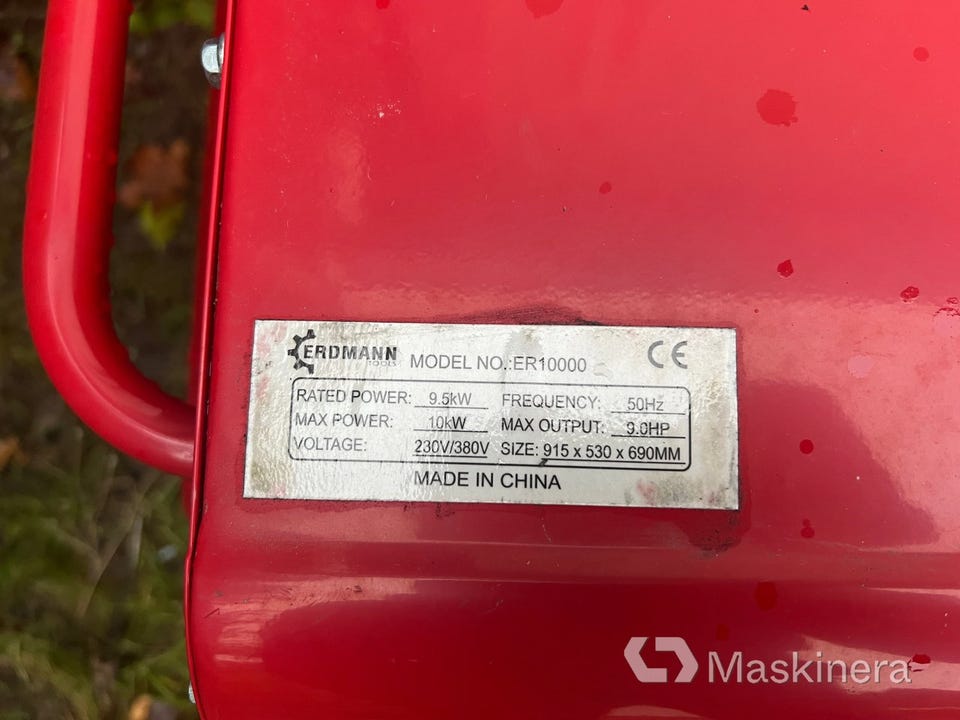 ERDMANN
TOOLS
MODEL NO.:ER10000 CE
RATED POWER: 9.5kW FREQUENCY: 50Hz
MAX POWER: 10kW MAX OUTPUT: 9.0HP
VOLTAGE: 230V/380V SIZE: 915 x 530 x 690MM
MADE IN CHINA
Maskinera